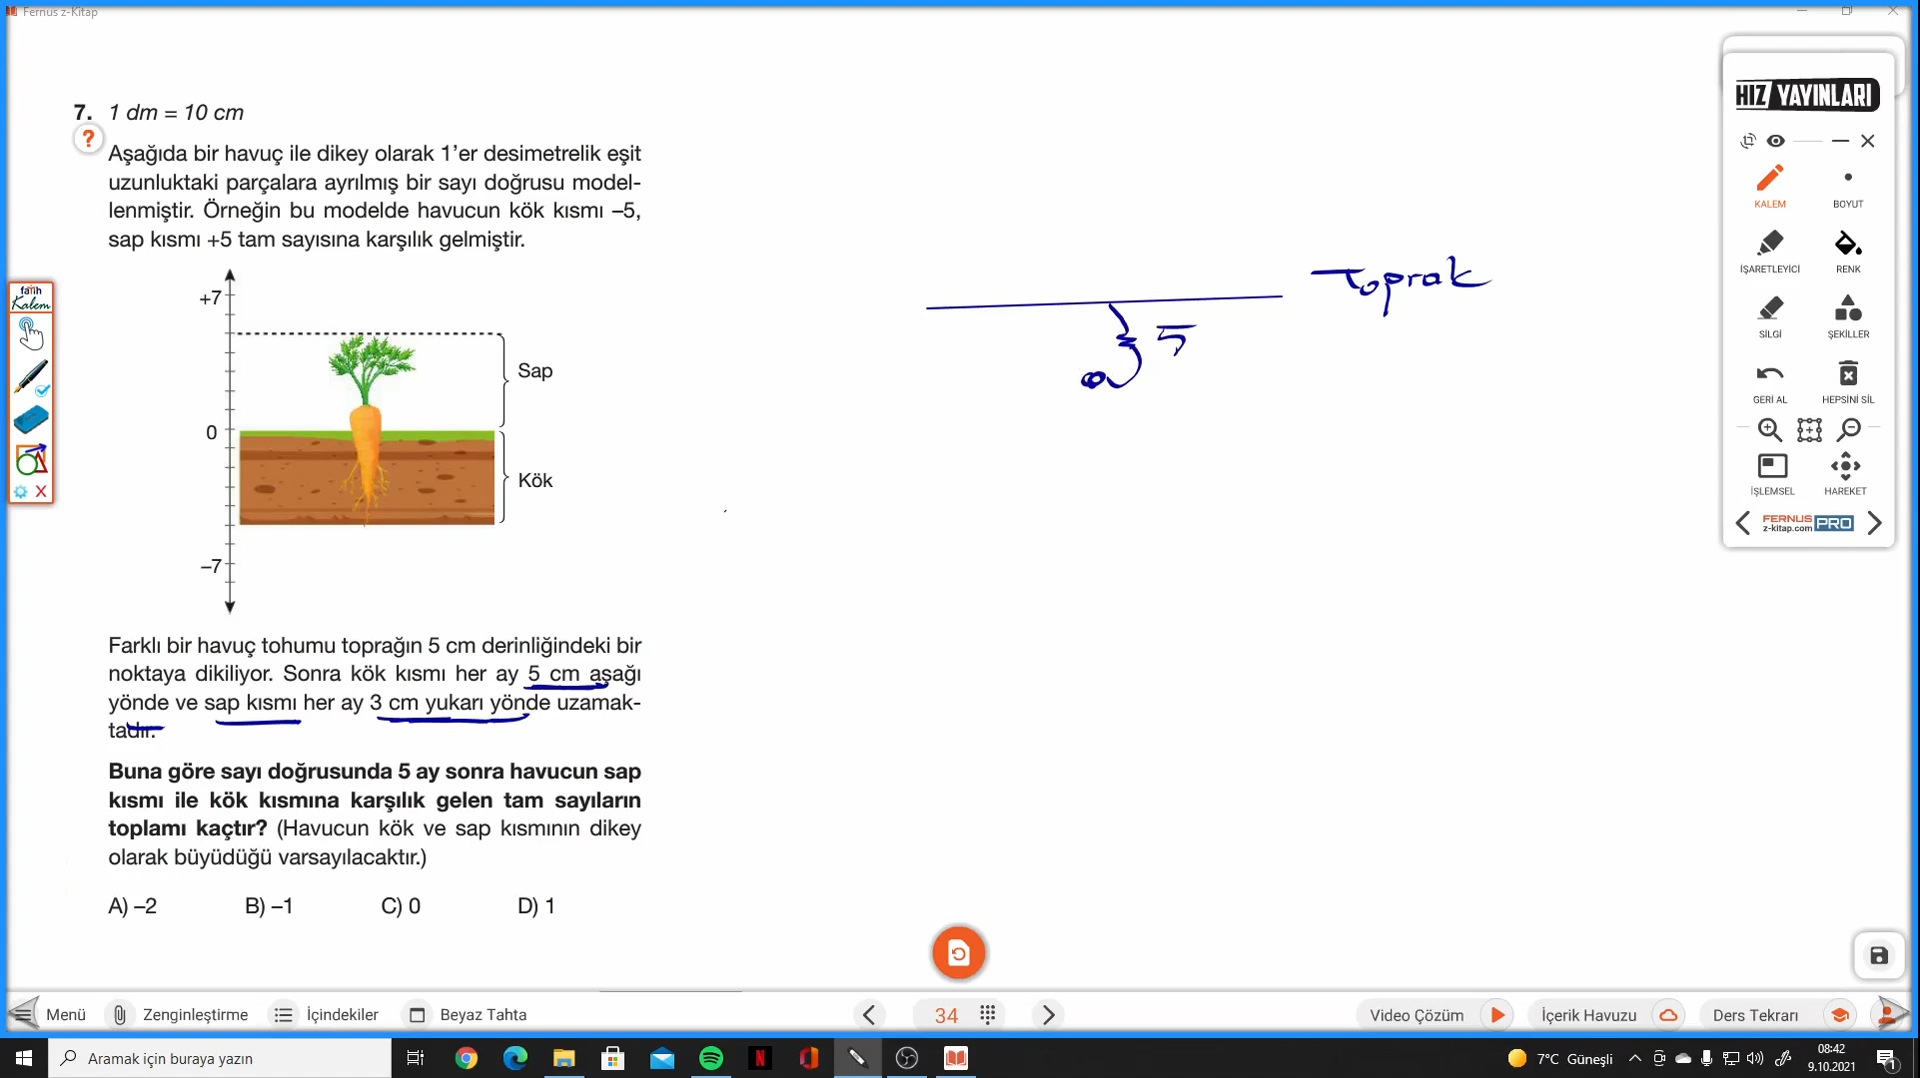 Fernus z-Kitap
7. 1 dm = 10 cm
?
Aşağıda bir havuç ile dikey olarak 1’er desimetrelik eşit
uzunluktaki parçalara ayrılmış bir sayı doğrusu model-
lenmiştir. Örneğin bu modelde havucun kök kısmı –5,
sap kısmı +5 tam sayısına karşılık gelmiştir.
+7
Sap
0
Kök
–7
Toprak
5
Farklı bir havuç tohumu toprağın 5 cm derinliğindeki bir
noktaya dikiliyor. Sonra kök kısmı her ay 5 cm aşağı
yönde ve sap kısmı her ay 3 cm yukarı yönde uzamak-
tadır.
Buna göre sayı doğrusunda 5 ay sonra havucun sap
kısmı ile kök kısmına karşılık gelen tam sayıların
toplamı kaçtır? (Havucun kök ve sap kısmının dikey
olarak büyüdüğü varsayılacaktır.)
A) –2 B) –1 C) 0 D) 1
fatih
Kalem
X
HIZ YAYINLARI
KALEM BOYUT
İŞARETLEYİCİ RENK
SİLGİ ŞEKİLLER
GERİ AL HEPSİNİ SİL
İŞLEMSEL HAREKET
FERNUS
z-kitap.com PRO
Menü Zenginleştirme İçindekiler Beyaz Tahta 34 Video Çözüm İçerik Havuzu Ders Tekrarı
Aramak için buraya yazın
7°C Güneşli
08:42
9.10.2021
1